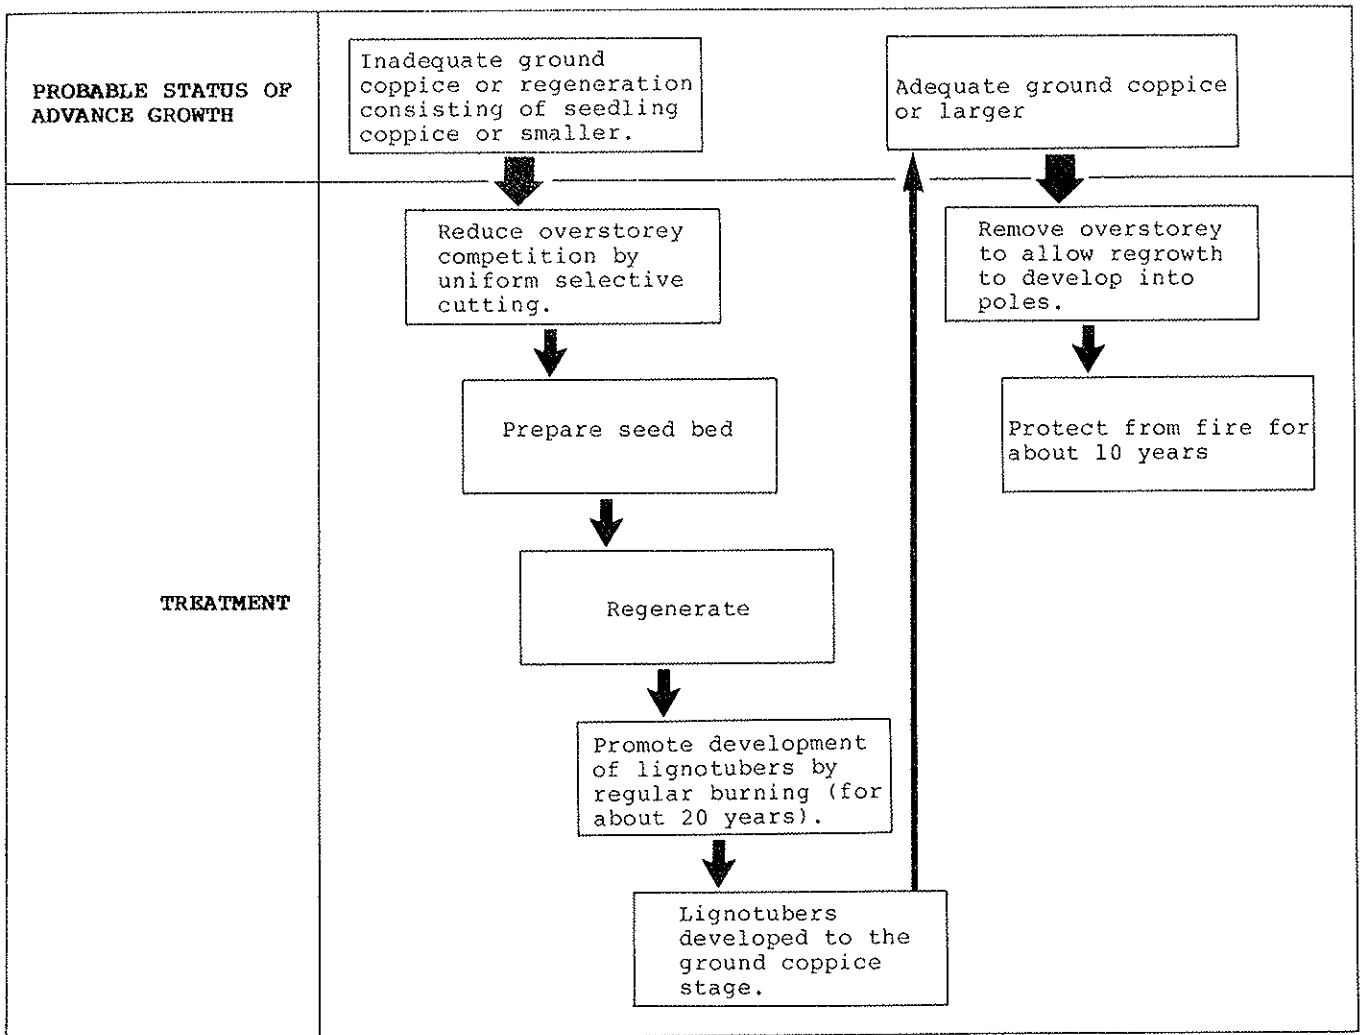 PROBABLE STATUS OF
ADVANCE GROWTH
Inadequate ground
coppice or regeneration
consisting of seedling
coppice or smaller.
Adequate ground coppice
or larger
TREATMENT
Reduce overstorey
competition by
uniform selective
cutting.
Prepare seed bed
Regenerate
Promote development
of lignotubers by
regular burning (for
about 20 years).
Lignotubers
developed to the
ground coppice
stage.
Remove overstorey
to allow regrowth
to develop into
poles.
Protect from fire for
about 10 years